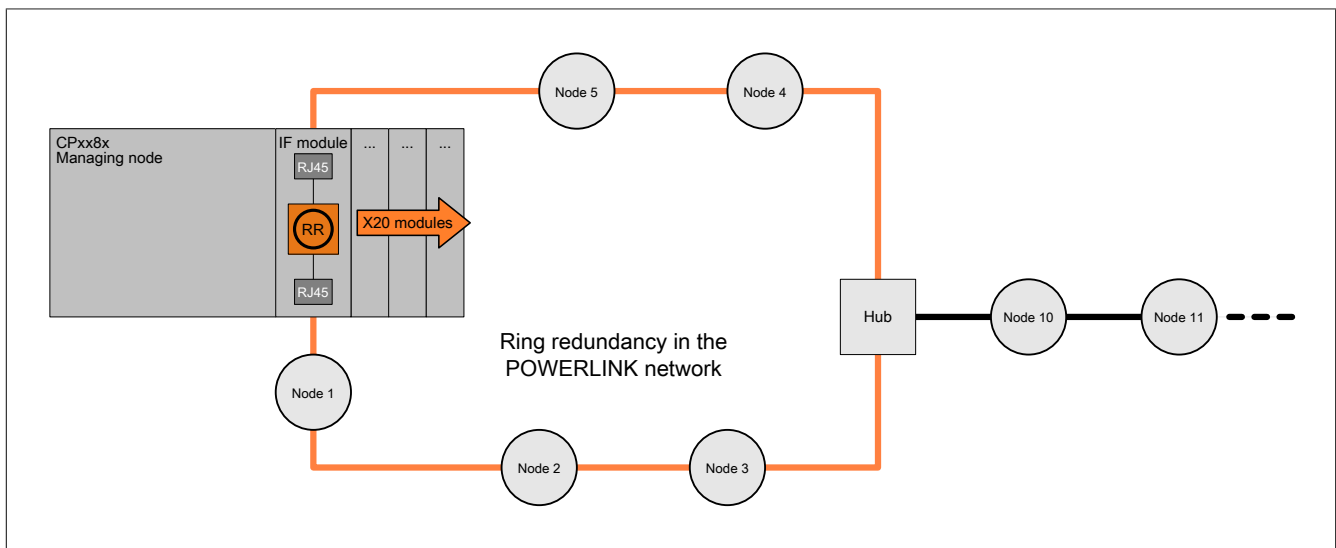 Node 5
Node 4
CPxx8x
Managing node
IF module
...
...
...
RJ45
RR
X20 modules
RJ45
Hub
Node 10
Node 11
Ring redundancy in the
POWERLINK network
Node 1
Node 2
Node 3